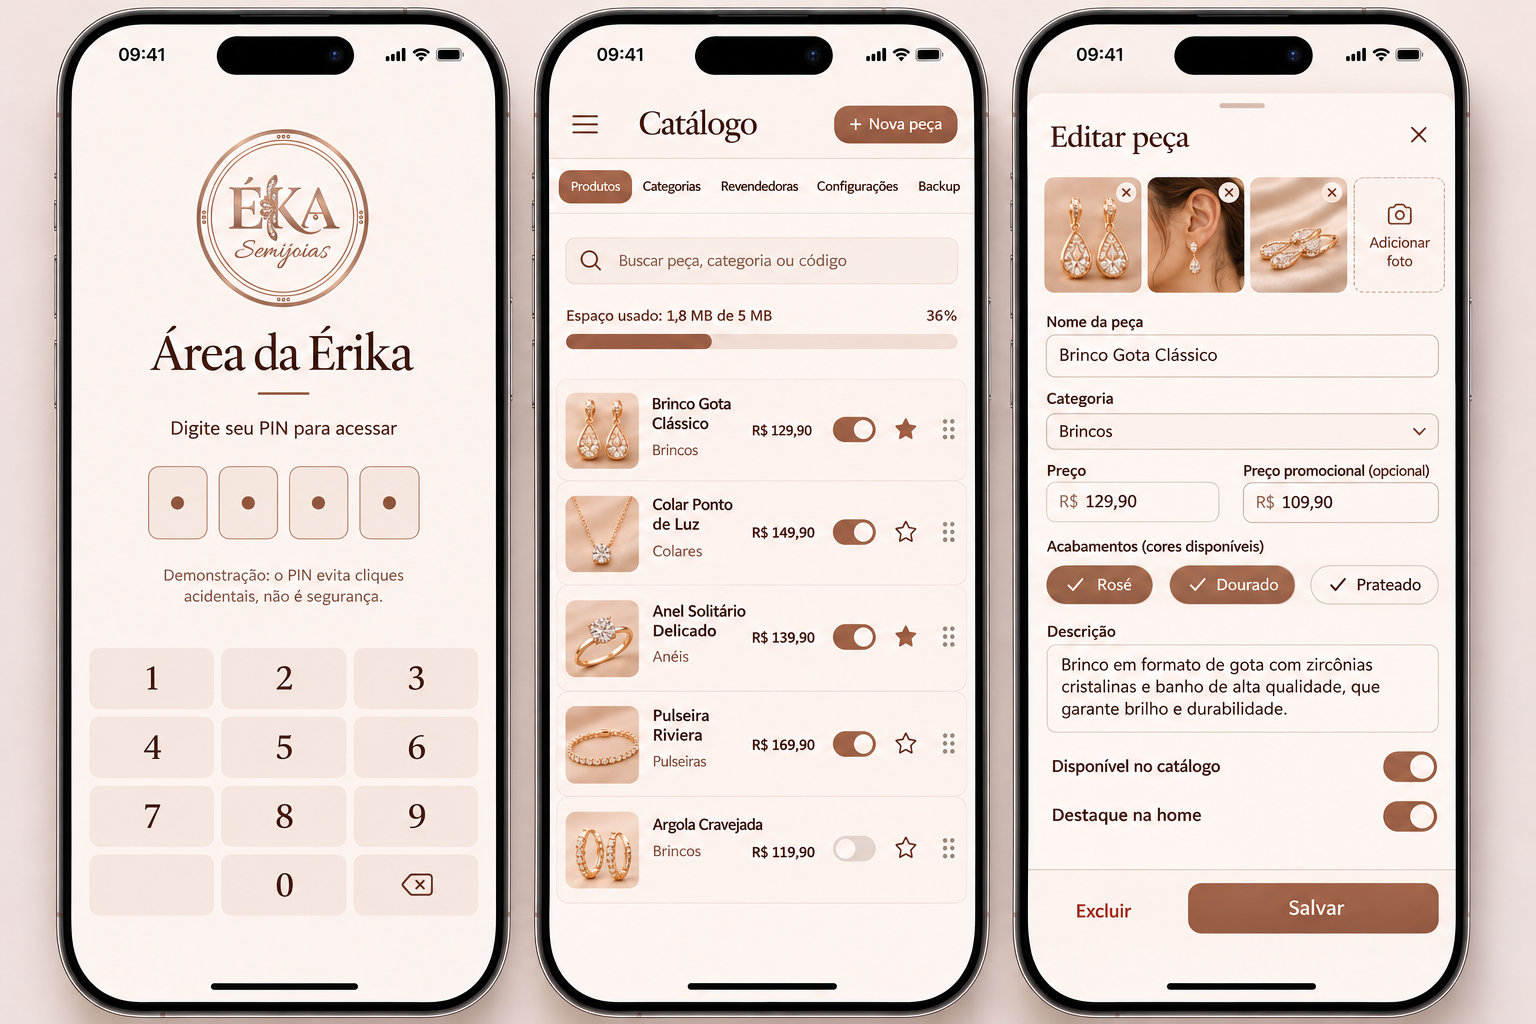 09:41
ÉKA
Semijoias
Área da Érika
Digite seu PIN para acessar
Demonstração: o PIN evita cliques
acidentais, não é segurança.
1 2 3
4 5 6
7 8 9
0
09:41
Catálogo
+ Nova peça
Produtos Categorias Revendedoras Configurações Backup
Buscar peça, categoria ou código
Espaço usado: 1,8 MB de 5 MB 36%
Brinco Gota
Clássico
Brincos
R$ 129,90
Colar Ponto
de Luz
Colares
R$ 149,90
Anel Solitário
Delicado
Anéis
R$ 139,90
Pulseira
Riviera
Pulseiras
R$ 169,90
Argola Cravejada
Brincos
R$ 119,90
09:41
Editar peça
Adicionar
foto
Nome da peça
Brinco Gota Clássico
Categoria
Brincos
Preço Preço promocional (opcional)
R$ 129,90 R$ 109,90
Acabamentos (cores disponíveis)
Rosé Dourado Prateado
Descrição
Brinco em formato de gota com zircônias
cristalinas e banho de alta qualidade, que
garante brilho e durabilidade.
Disponível no catálogo
Destaque na home
Excluir Salvar